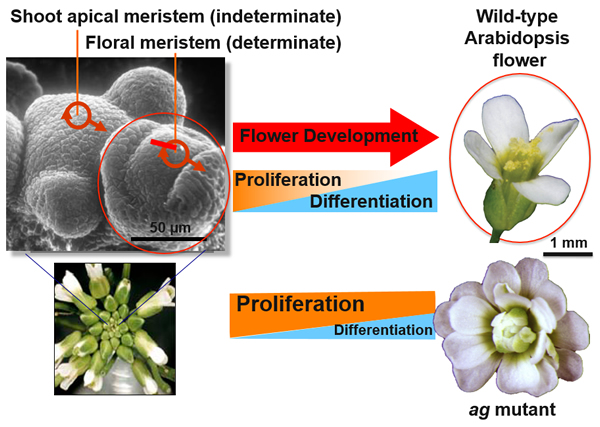 Shoot apical meristem (indeterminate)
Floral meristem (determinate)
Wild-type
Arabidopsis
flower
Flower Development
Proliferation
Differentiation
50 µm
1 mm
Proliferation
Differentiation
ag mutant